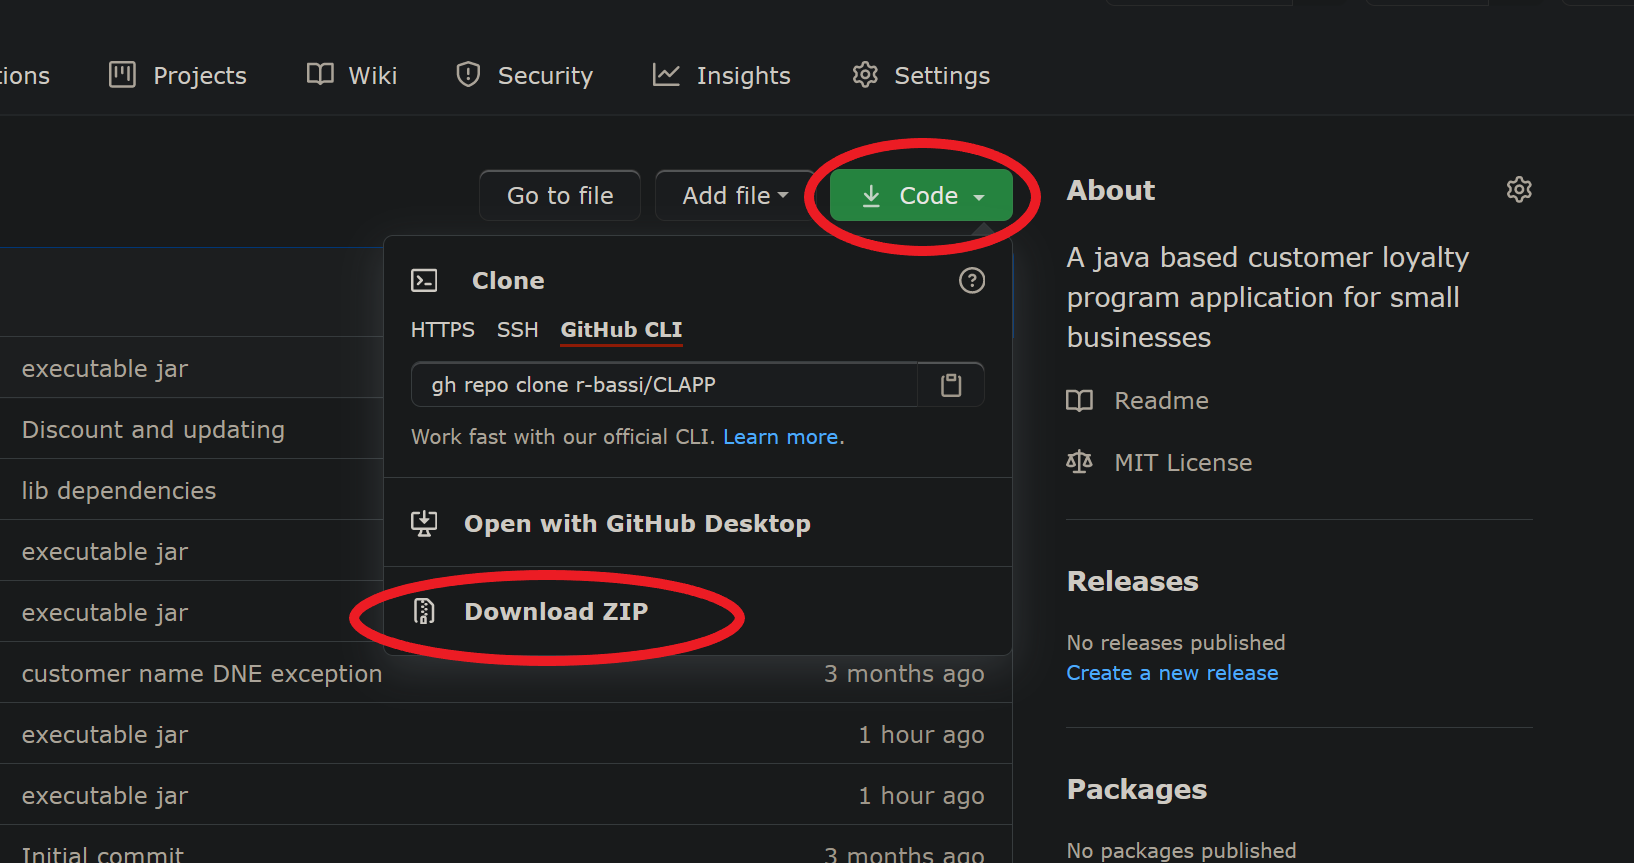 tions Projects Wiki Security Insights Settings
Go to file Add file Code
Clone
HTTPS SSH GitHub CLI
gh repo clone r-bassi/CLAPP
Work fast with our official CLI. Learn more.
Open with GitHub Desktop
Download ZIP
executable jar
Discount and updating
lib dependencies
executable jar
executable jar
customer name DNE exception 3 months ago
executable jar 1 hour ago
executable jar 1 hour ago
Initial commit 3 months ago
About
A java based customer loyalty
program application for small
businesses
Readme
MIT License
Releases
No releases published
Create a new release
Packages
No packages published